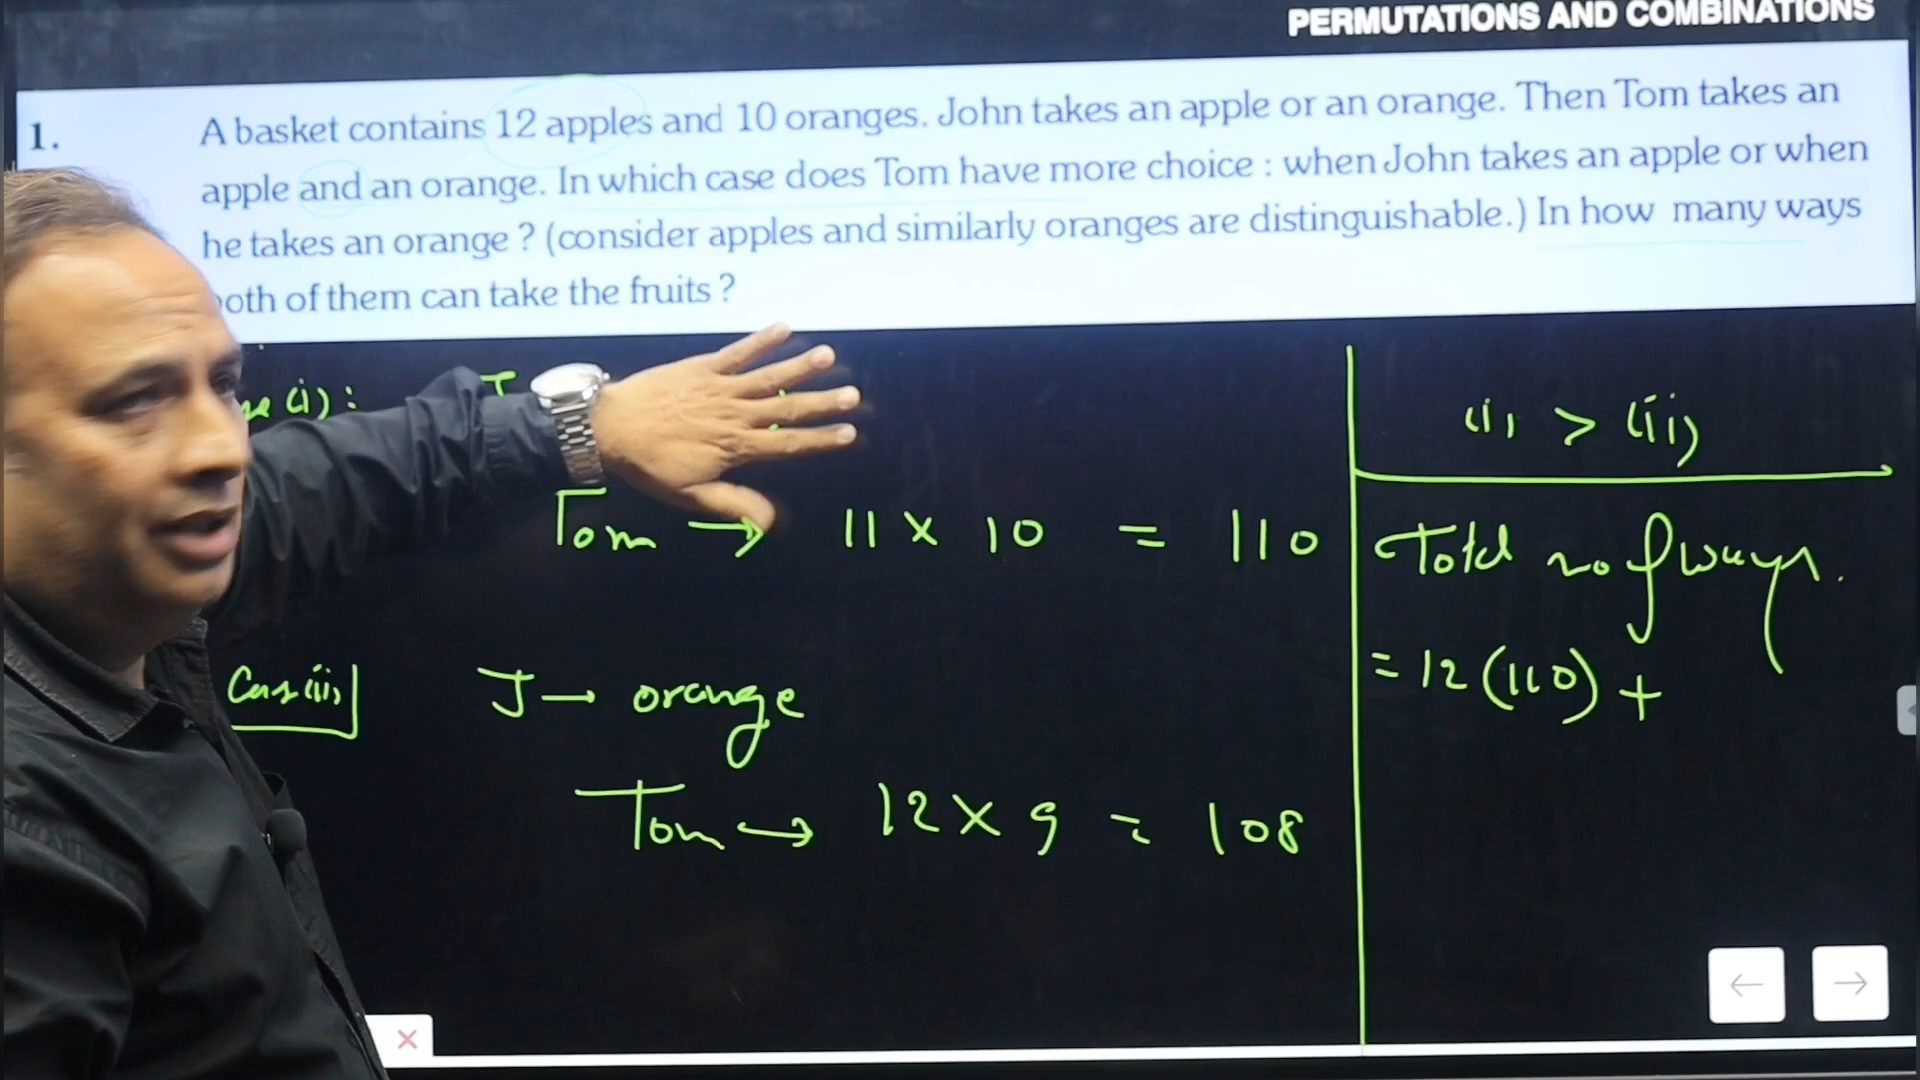 PERMUTATIONS AND COMBINATIONS
1. A basket contains 12 apples and 10 oranges. John takes an apple or an orange. Then Tom takes an
apple and an orange. In which case does Tom have more choice : when John takes an apple or when
he takes an orange ? (consider apples and similarly oranges are distinguishable.) In how many ways
oth of them can take the fruits ?
se (i) : J
Tom → 11 × 10 = 110
Case (ii) J → orange
Tom → 12 × 9 = 108
(i) > (ii)
Total no of ways.
= 12 (110) +